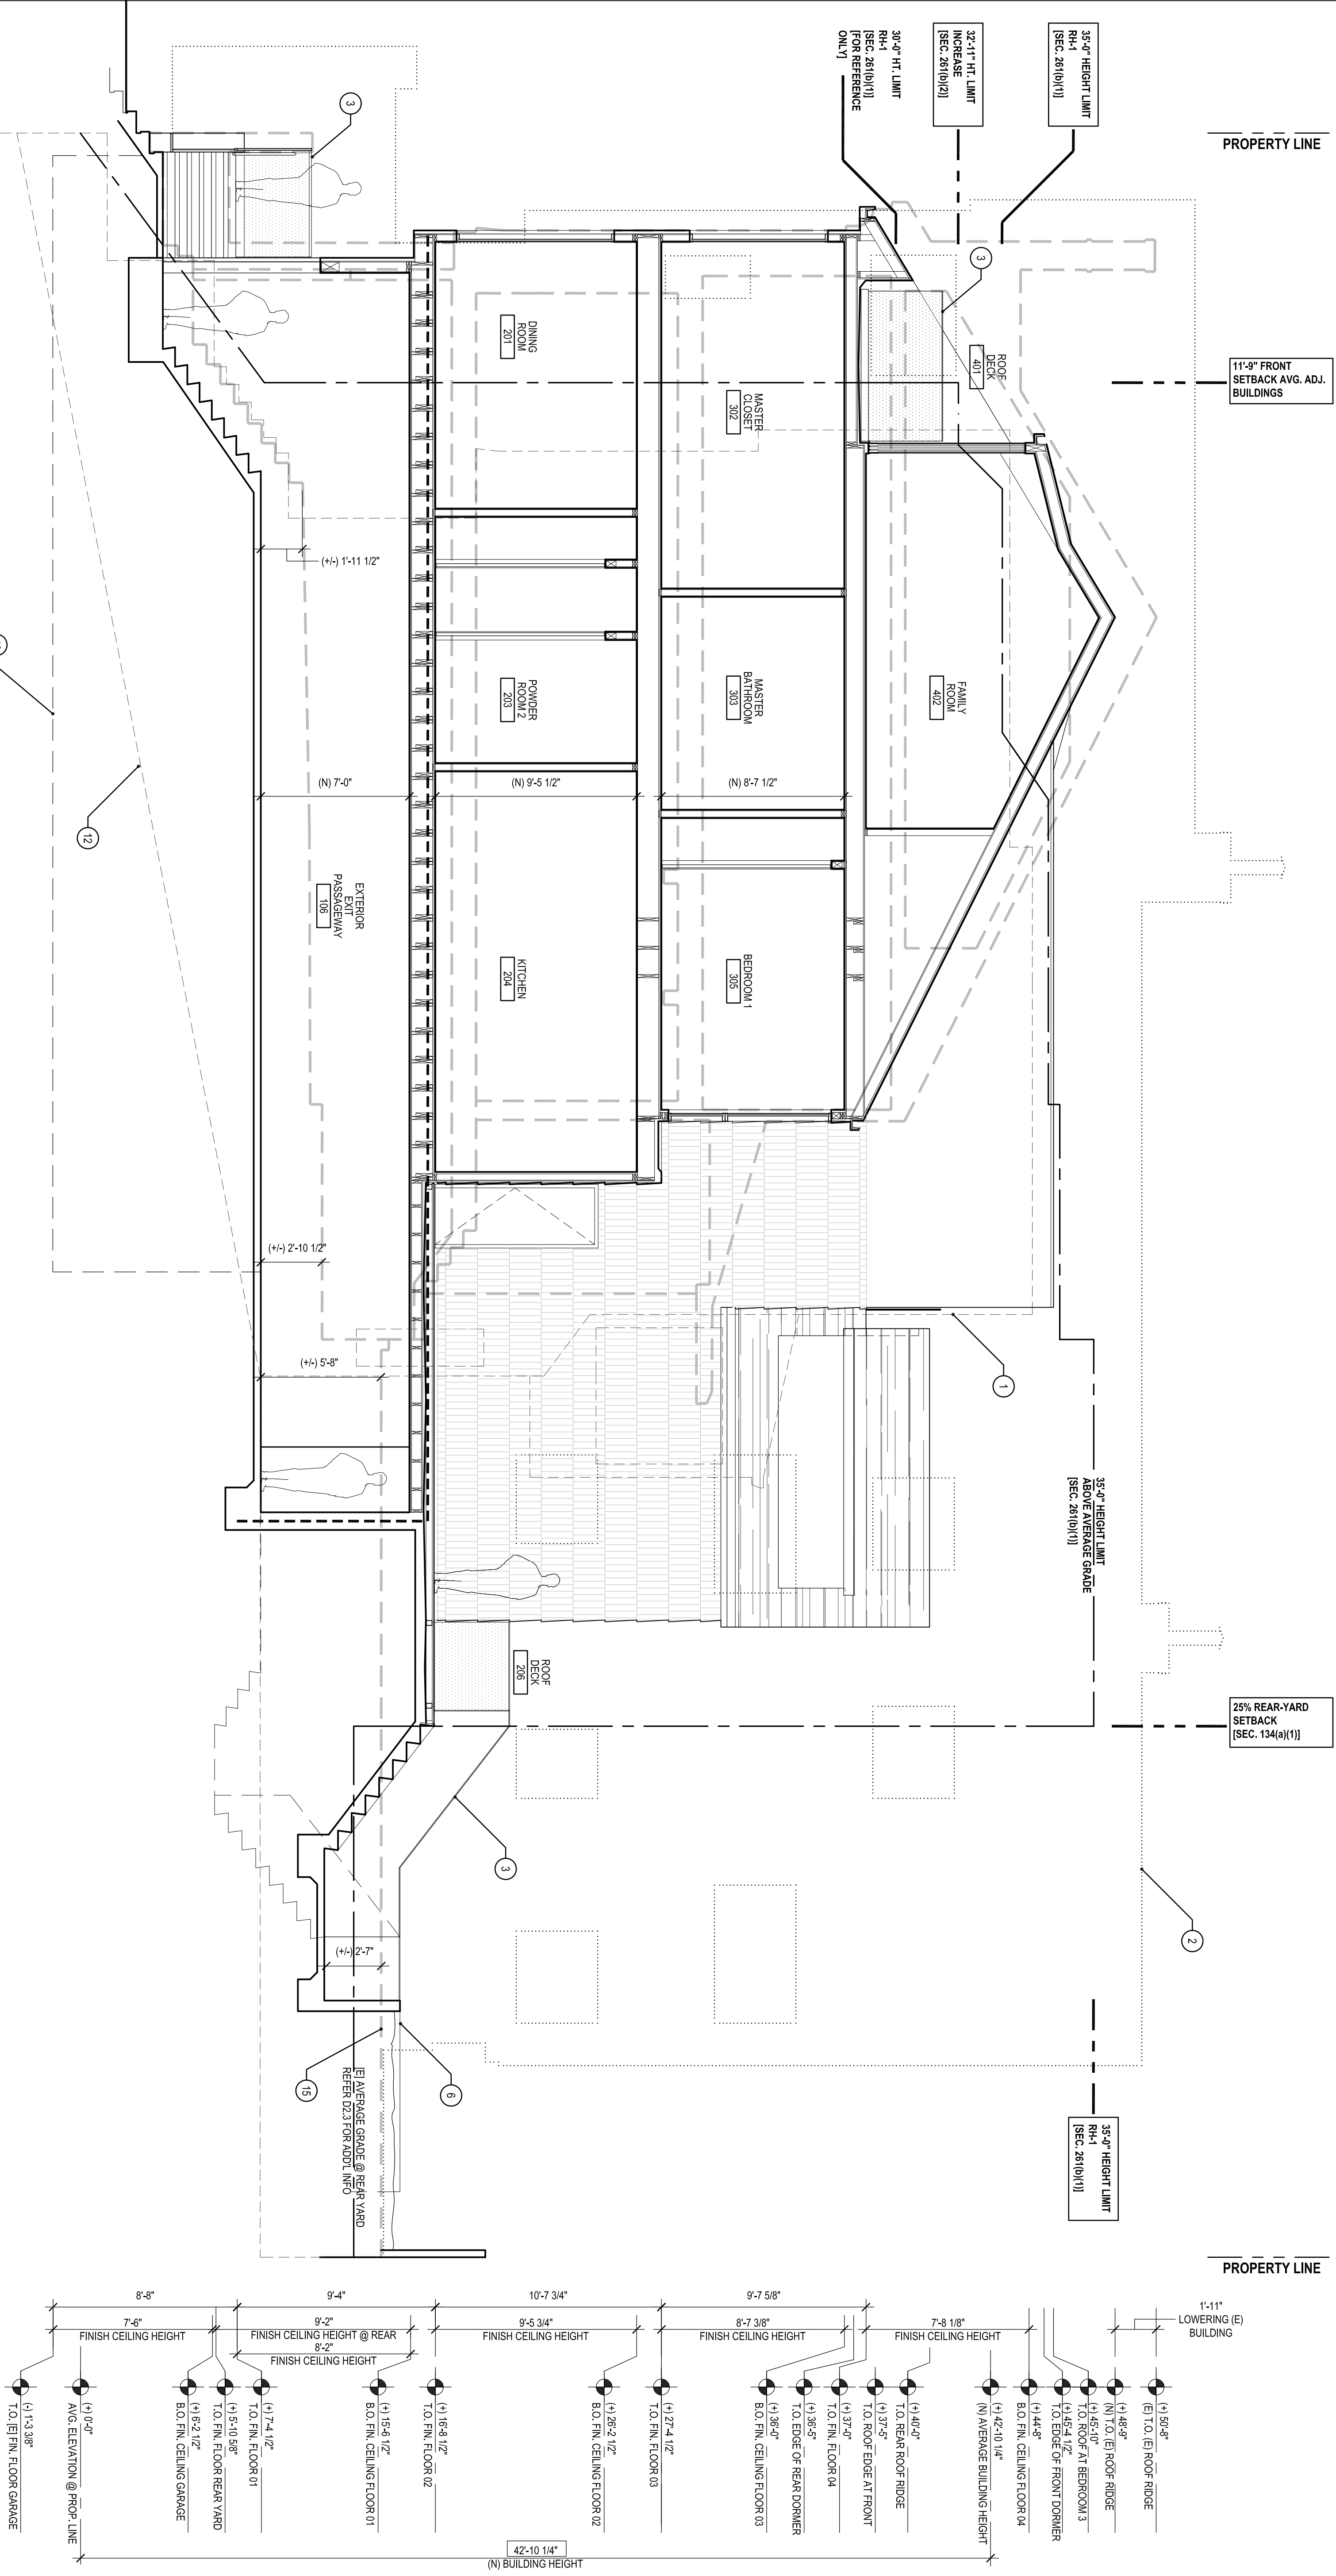 PROPERTY LINE
35'-0" HEIGHT LIMIT
RH-1
[SEC. 261(b)(1)]
32'-11" HT. LIMIT
INCREASE
[SEC. 261(b)(2)]
30'-0" HT. LIMIT
RH-1
[SEC. 261(b)(1)]
[FOR REFERENCE
ONLY]
3
3
11'-9" FRONT
SETBACK AVG. ADJ.
BUILDINGS
ROOF
DECK
401
DINING
ROOM
201
MASTER
CLOSET
302
(+/-) 1'-11 1/2"
FAMILY
ROOM
402
MASTER
BATHROOM
303
POWDER
ROOM 2
203
(N) 7'-0"
(N) 9'-5 1/2"
(N) 8'-7 1/2"
12
EXTERIOR
EXIT
PASSAGEWAY
106
KITCHEN
204
BEDROOM 1
305
(+/-) 2'-10 1/2"
(+/-) 5'-8"
1
35'-0" HEIGHT LIMIT
ABOVE AVERAGE GRADE
[SEC. 261(b)(1)]
ROOF
DECK
206
25% REAR-YARD
SETBACK
[SEC. 134(a)(1)]
3
2
(+/-) 2'-7"
15
6
[E] AVERAGE GRADE @ REAR YARD
REFER D2.3 FOR ADD'L INFO
35'-0" HEIGHT LIMIT
RH-1
[SEC. 261(b)(1)]
PROPERTY LINE
8'-8"
9'-4"
10'-7 3/4"
9'-7 5/8"
1'-11"
LOWERING (E)
BUILDING
7'-6"
FINISH CEILING HEIGHT
9'-2"
FINISH CEILING HEIGHT @ REAR
8'-2"
FINISH CEILING HEIGHT
9'-5 3/4"
FINISH CEILING HEIGHT
8'-7 3/8"
FINISH CEILING HEIGHT
7'-8 1/8"
FINISH CEILING HEIGHT
(+) 50'-8"
(E) T.O. (E) ROOF RIDGE
(+) 48'-9"
(N) T.O. (E) ROOF RIDGE
(+) 45'-10"
T.O. ROOF AT BEDROOM 3
(+) 45'-4 1/2"
T.O. EDGE OF FRONT DORMER
(+) 44'-8"
B.O. FIN. CEILING FLOOR 04
(+) 42'-10 1/4"
(N) AVERAGE BUILDING HEIGHT
(+) 40'-0"
T.O. REAR ROOF RIDGE
(+) 37'-5"
T.O. ROOF EDGE AT FRONT
(+) 37'-0"
T.O. FIN. FLOOR 04
(+) 36'-5"
T.O. EDGE OF REAR DORMER
(+) 36'-0"
B.O. FIN. CEILING FLOOR 03
(+) 27'-4 1/2"
T.O. FIN. FLOOR 03
(+) 26'-2 1/2"
B.O. FIN. CEILING FLOOR 02
(+) 16'-8 1/2"
T.O. FIN. FLOOR 02
(+) 15'-6 1/2"
B.O. FIN. CEILING FLOOR 01
(+) 7'-4 1/2"
T.O. FIN. FLOOR 01
(+) 5'-10 5/8"
T.O. FIN. FLOOR REAR YARD
(+) 6'-2 1/2"
B.O. FIN. CEILING GARAGE
(+) 0'-0"
AVG. ELEVATION @ PROP. LINE
(-) 1'-3 3/8"
T.O. [E] FIN. FLOOR GARAGE
42'-10 1/4"
(N) BUILDING HEIGHT